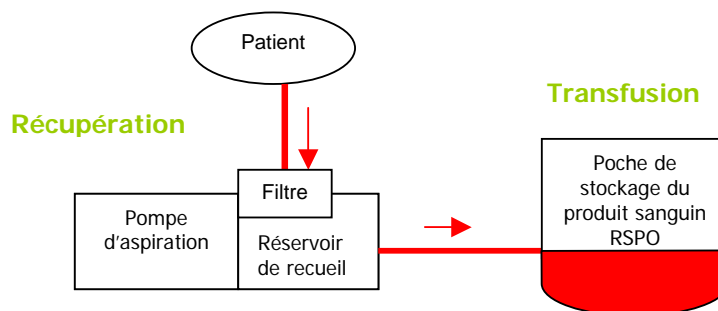 Patient
Récupération
Transfusion
Filtre
Pompe
d'aspiration
Réservoir
de recueil
Poche de
stockage du
produit sanguin
RSPO